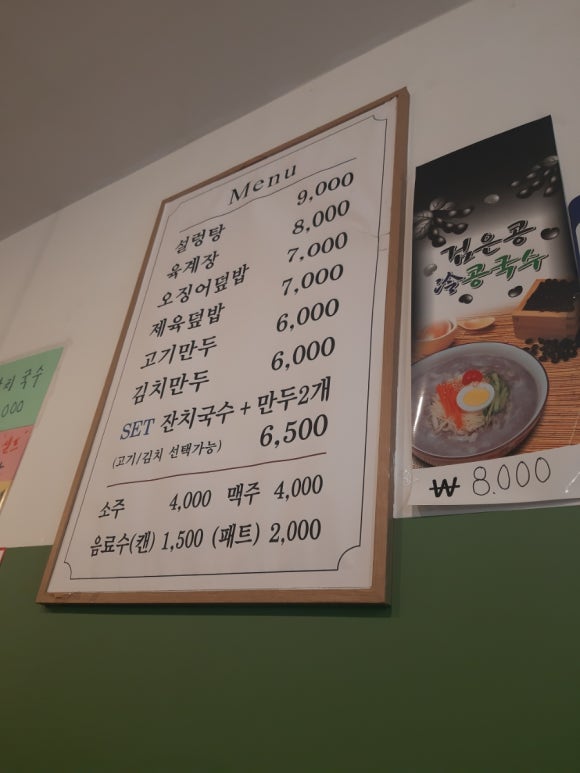 Menu
설렁탕 9,000
육계장 8,000
오징어덮밥 7,000
제육덮밥 7,000
고기만두 6,000
김치만두 6,000
SET 잔치국수 + 만두2개
(고기/김치 선택가능) 6,500
소주 4,000 맥주 4,000
음료수(캔) 1,500 (패트) 2,000
검은콩
콩국수
₩ 8.000
국수
000